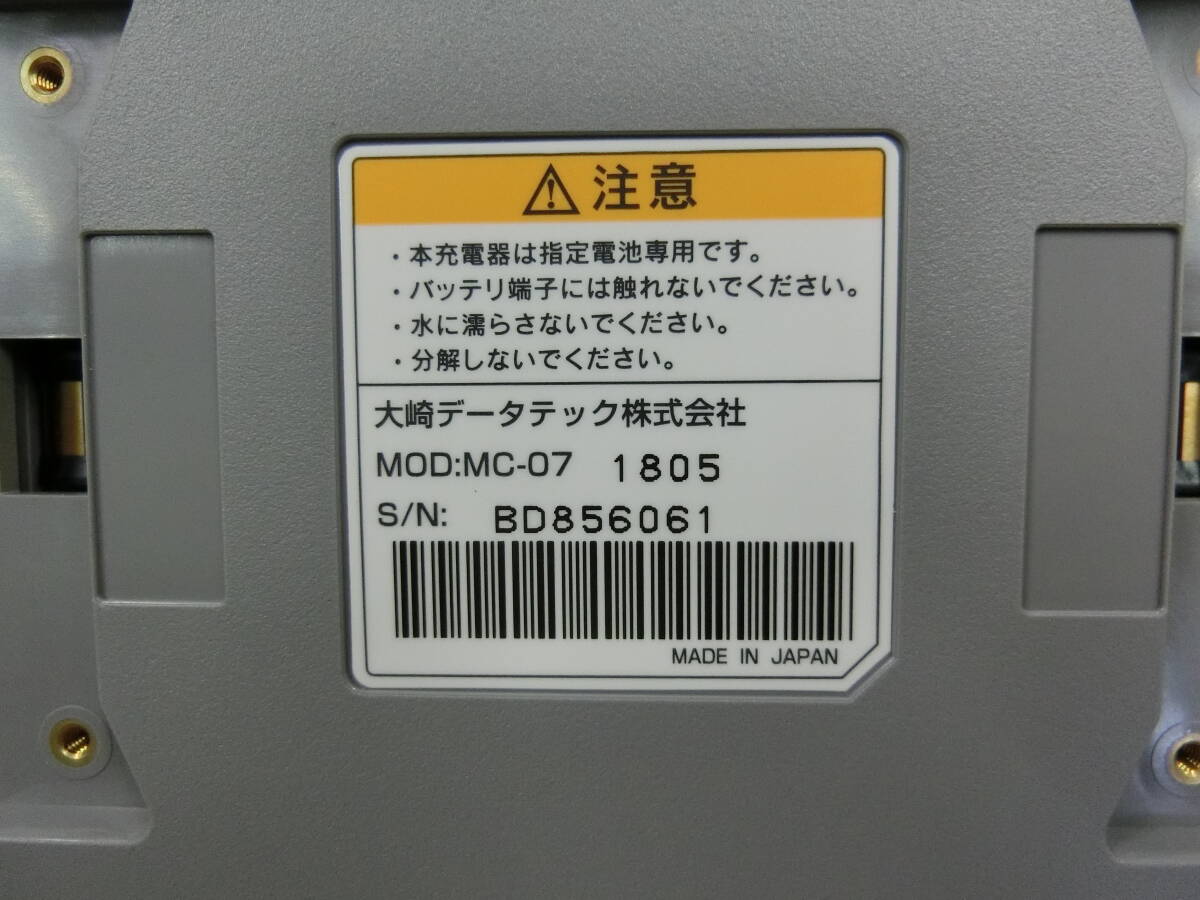 ⚠注意
・本充電器は指定電池専用です。
・バッテリ端子には触れないでください。
・水に濡らさないでください。
・分解しないでください。
大崎データテック株式会社
MOD:MC-07 1805
S/N: BD856061
MADE IN JAPAN